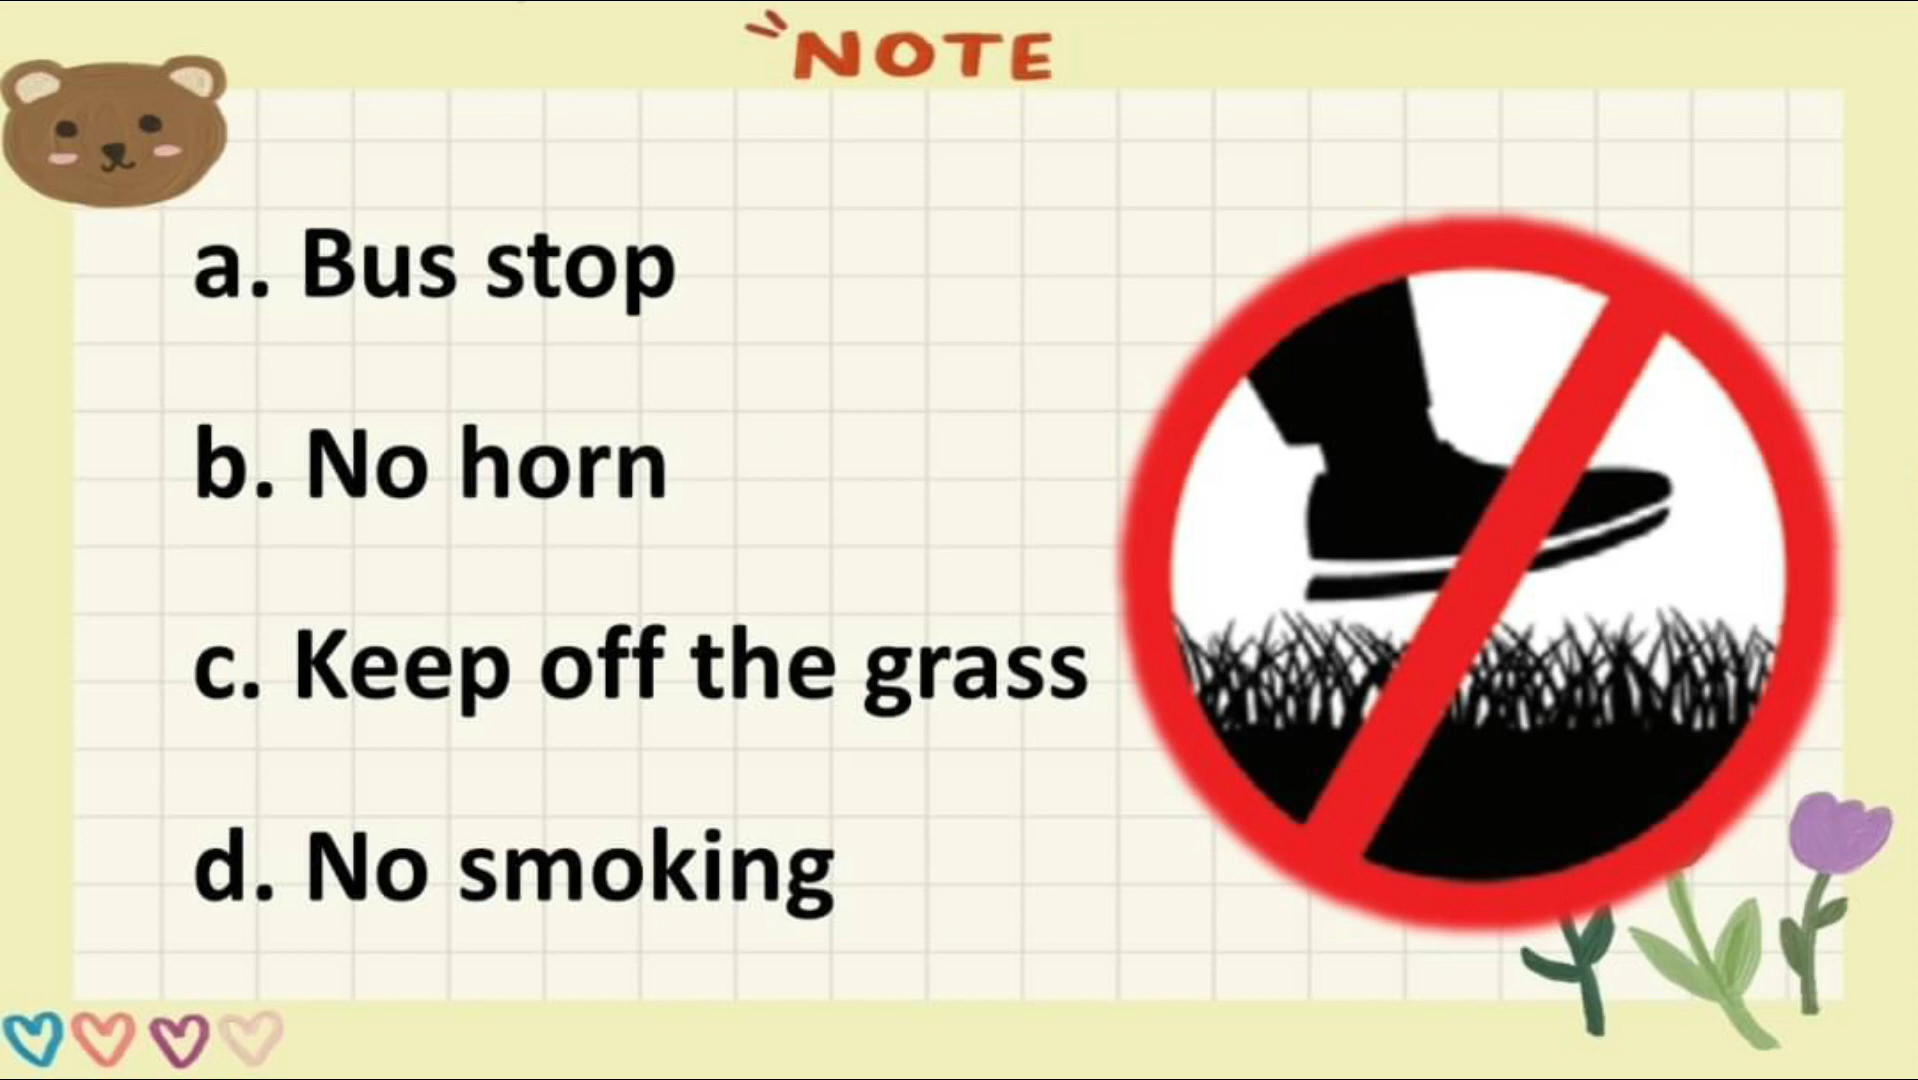 NOTE
a. Bus stop
b. No horn
c. Keep off the grass
d. No smoking